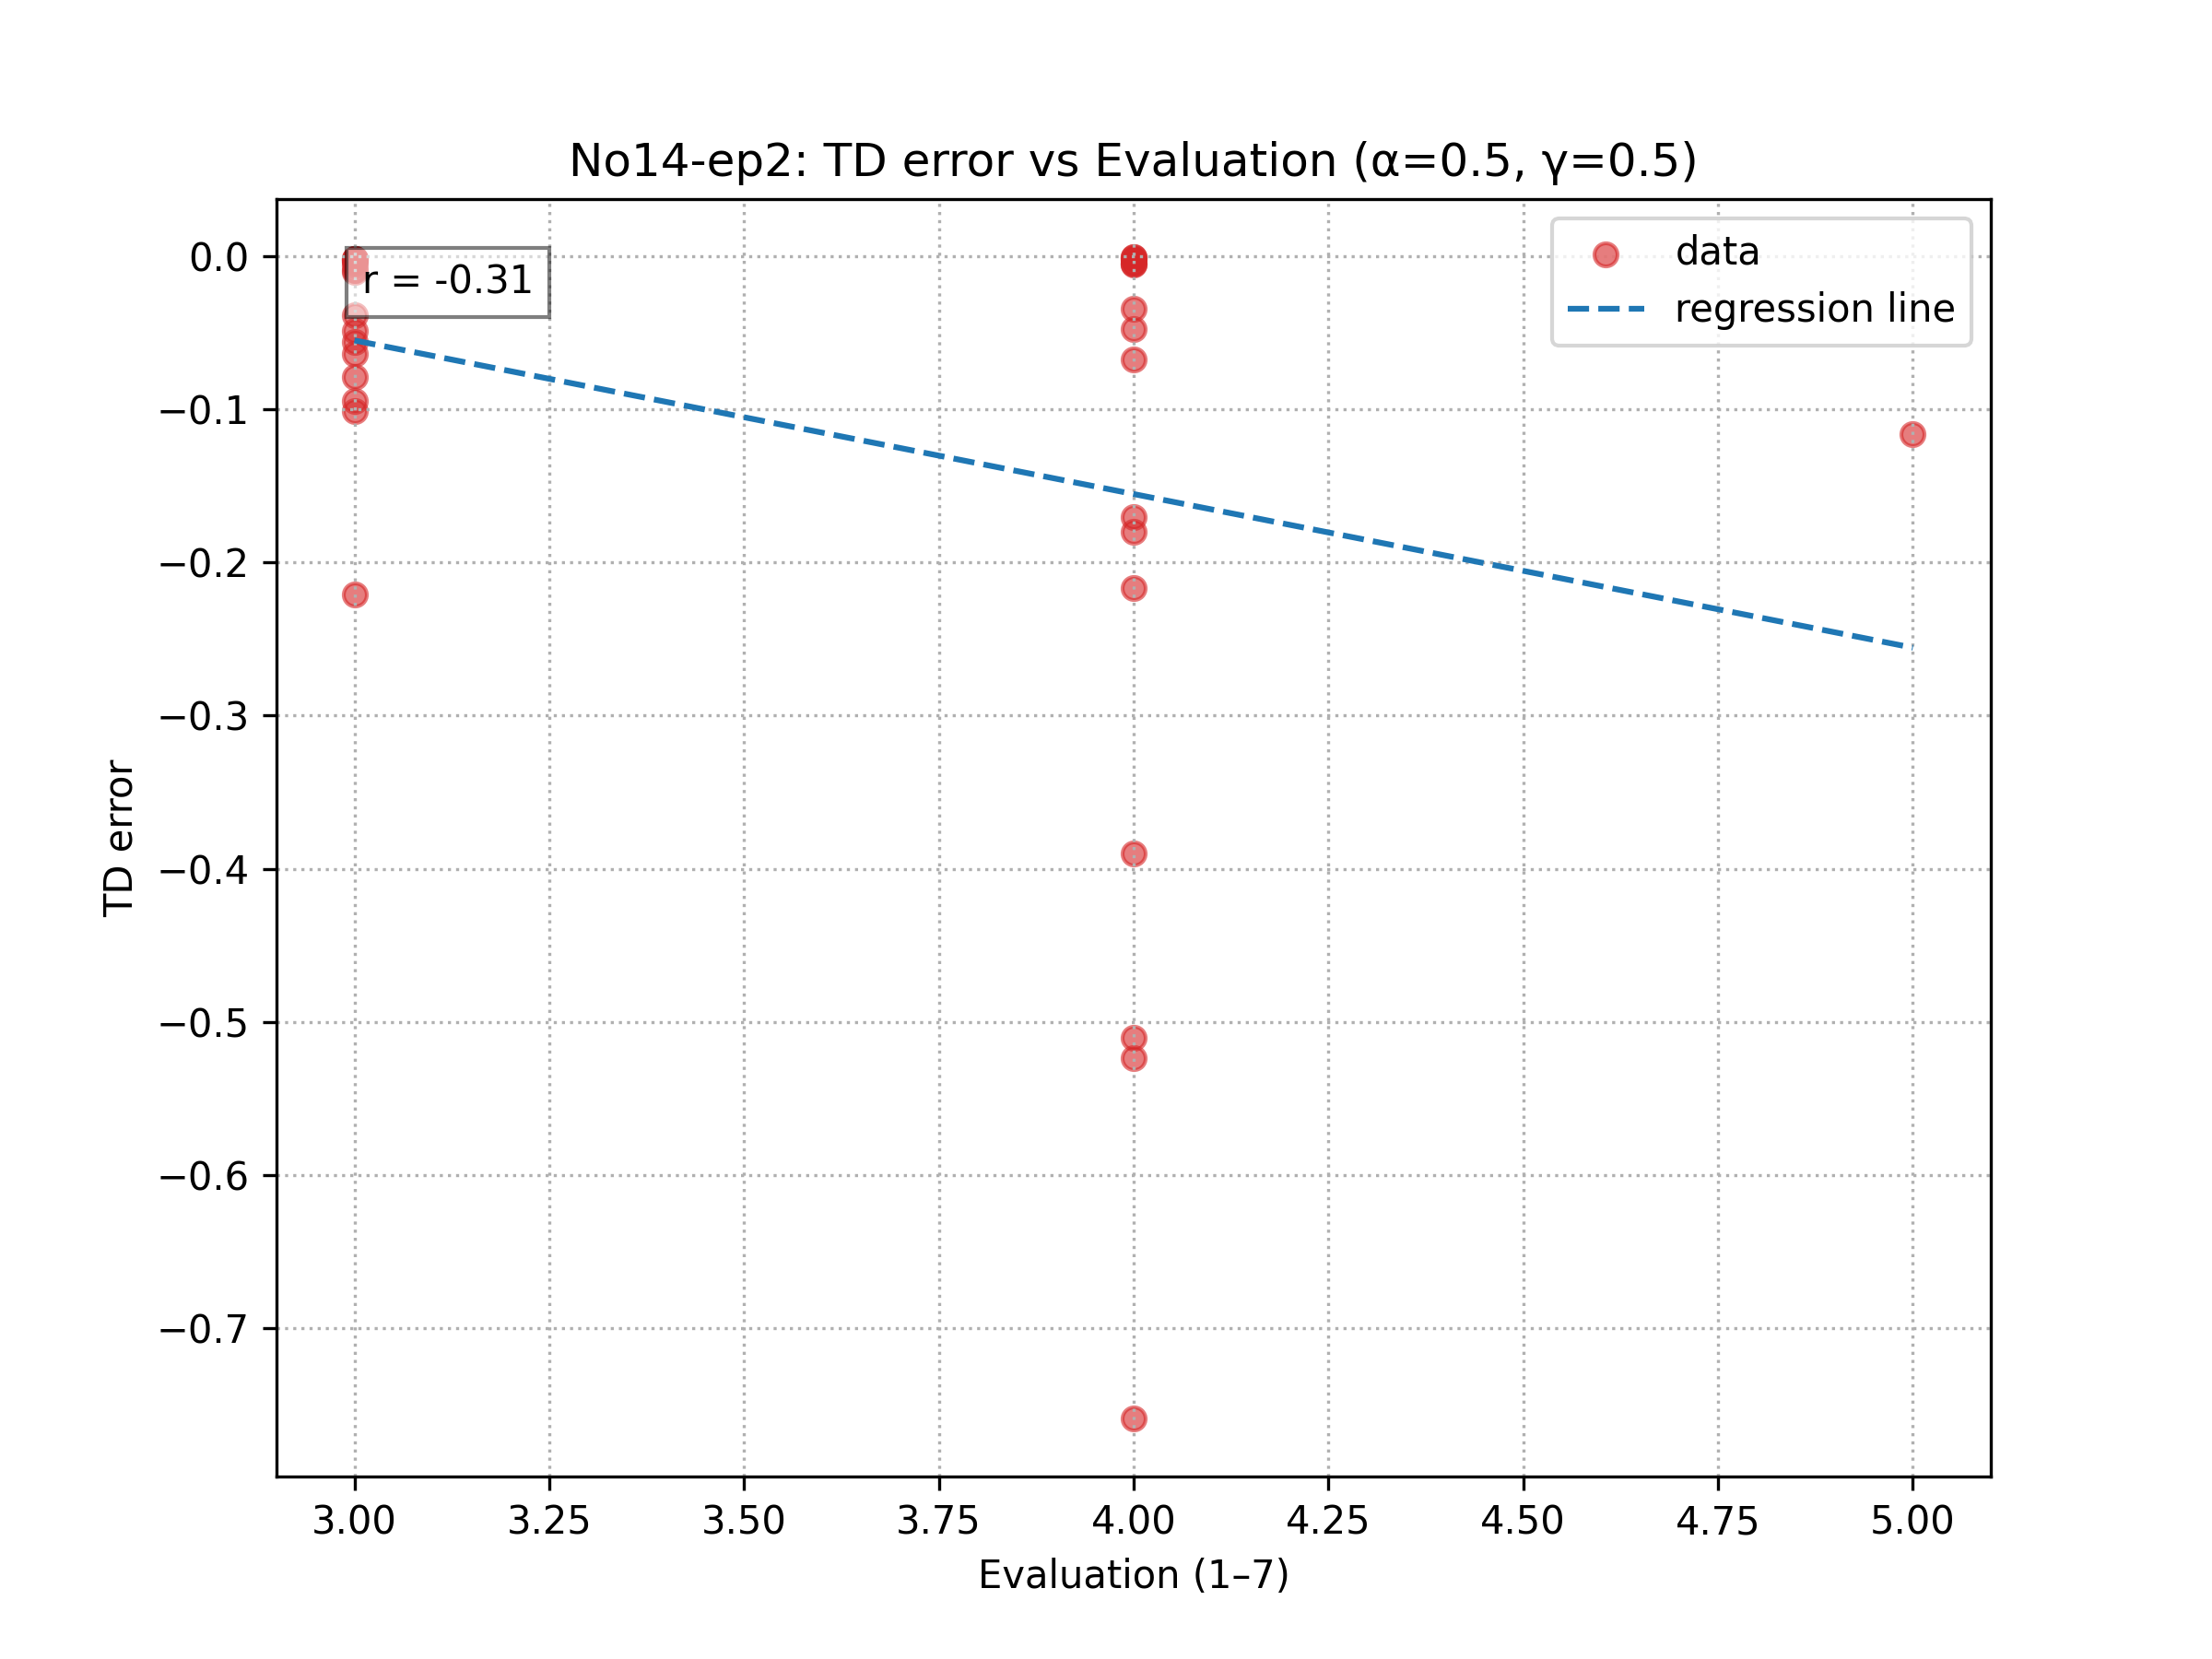 No14-ep2: TD error vs Evaluation (α=0.5, γ=0.5)
r = -0.31
data
regression line
0.0
−0.1
−0.2
−0.3
−0.4
−0.5
−0.6
−0.7
TD error
3.00 3.25 3.50 3.75 4.00 4.25 4.50 4.75 5.00
Evaluation (1–7)